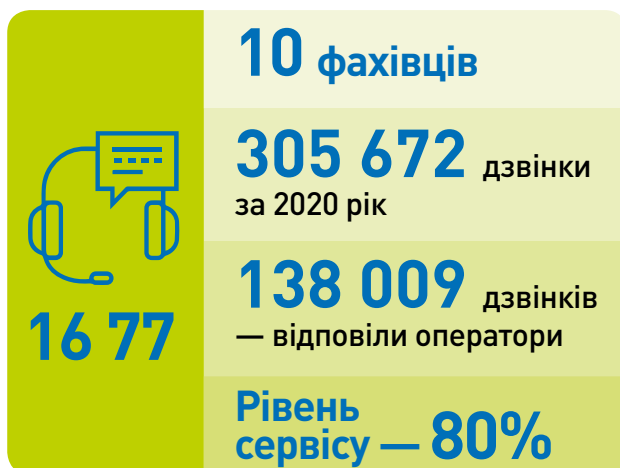 16 77
10 фахівців
305 672 дзвінки
за 2020 рік
138 009 дзвінків
— відповіли оператори
Рівень
сервісу — 80%